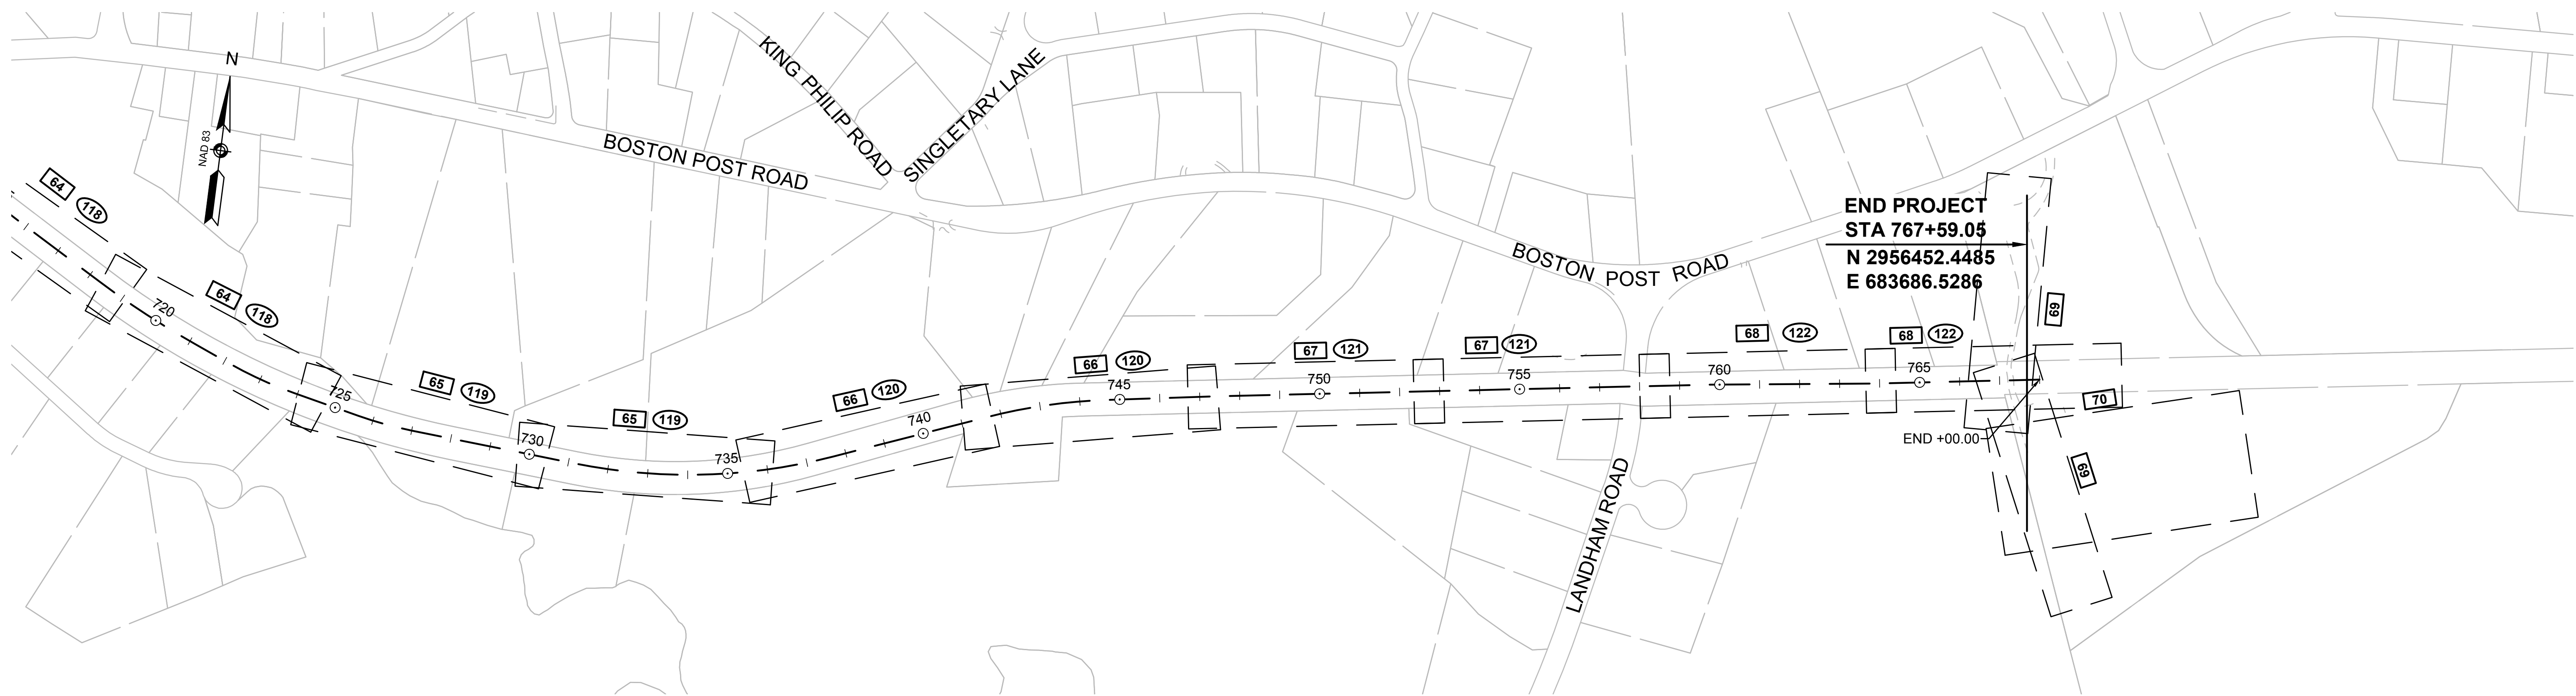 N
NAD 83
KING PHILIP ROAD
SINGLETARY LANE
BOSTON POST ROAD
64
118
64
118
720
725
65
119
730
65
119
735
66
120
740
66
120
745
67
121
750
67
121
755
BOSTON POST ROAD
68
122
760
68
122
765
END PROJECT
STA 767+59.05
N 2956452.4485
E 683686.5286
69
70
69
END +00.00
LANDHAM ROAD